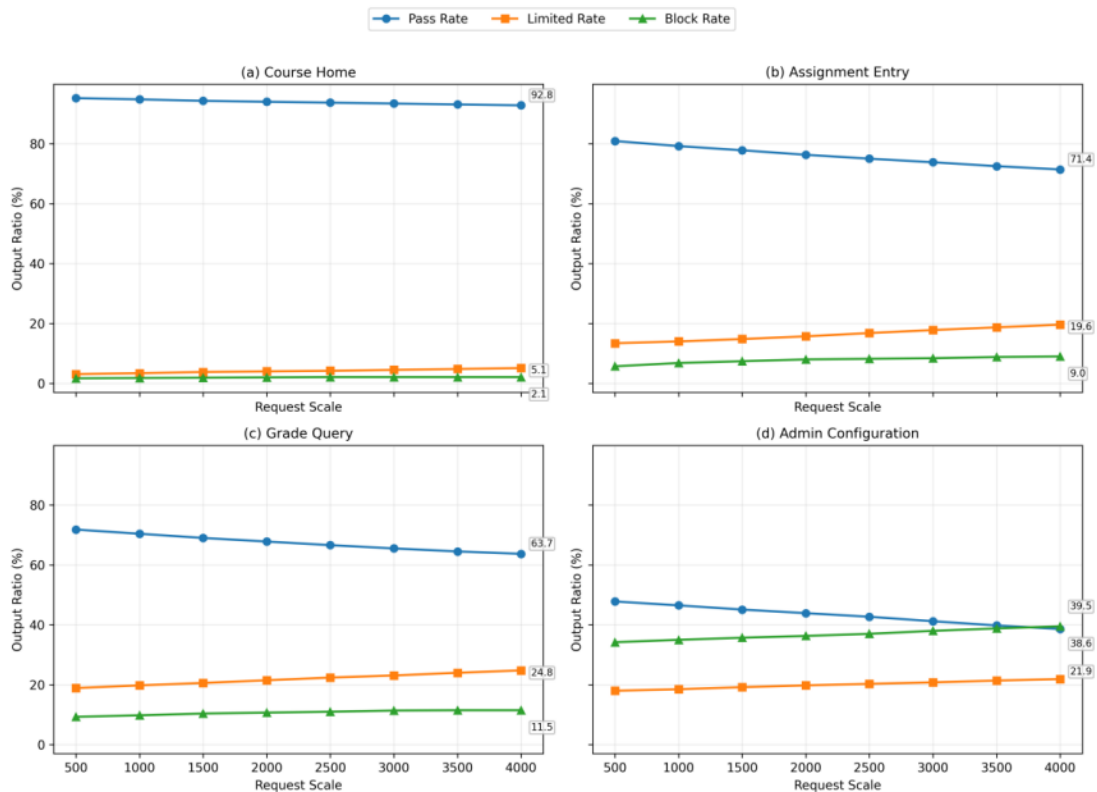 Pass Rate Limited Rate Block Rate
(a) Course Home
92.8
80
60
40
20
0
Output Ratio (%)
5.1
2.1
Request Scale
(b) Assignment Entry
71.4
Output Ratio (%)
19.6
9.0
Request Scale
(c) Grade Query
80
60
40
20
0
Output Ratio (%)
63.7
24.8
11.5
500 1000 1500 2000 2500 3000 3500 4000
Request Scale
(d) Admin Configuration
Output Ratio (%)
39.5
38.6
21.9
500 1000 1500 2000 2500 3000 3500 4000
Request Scale